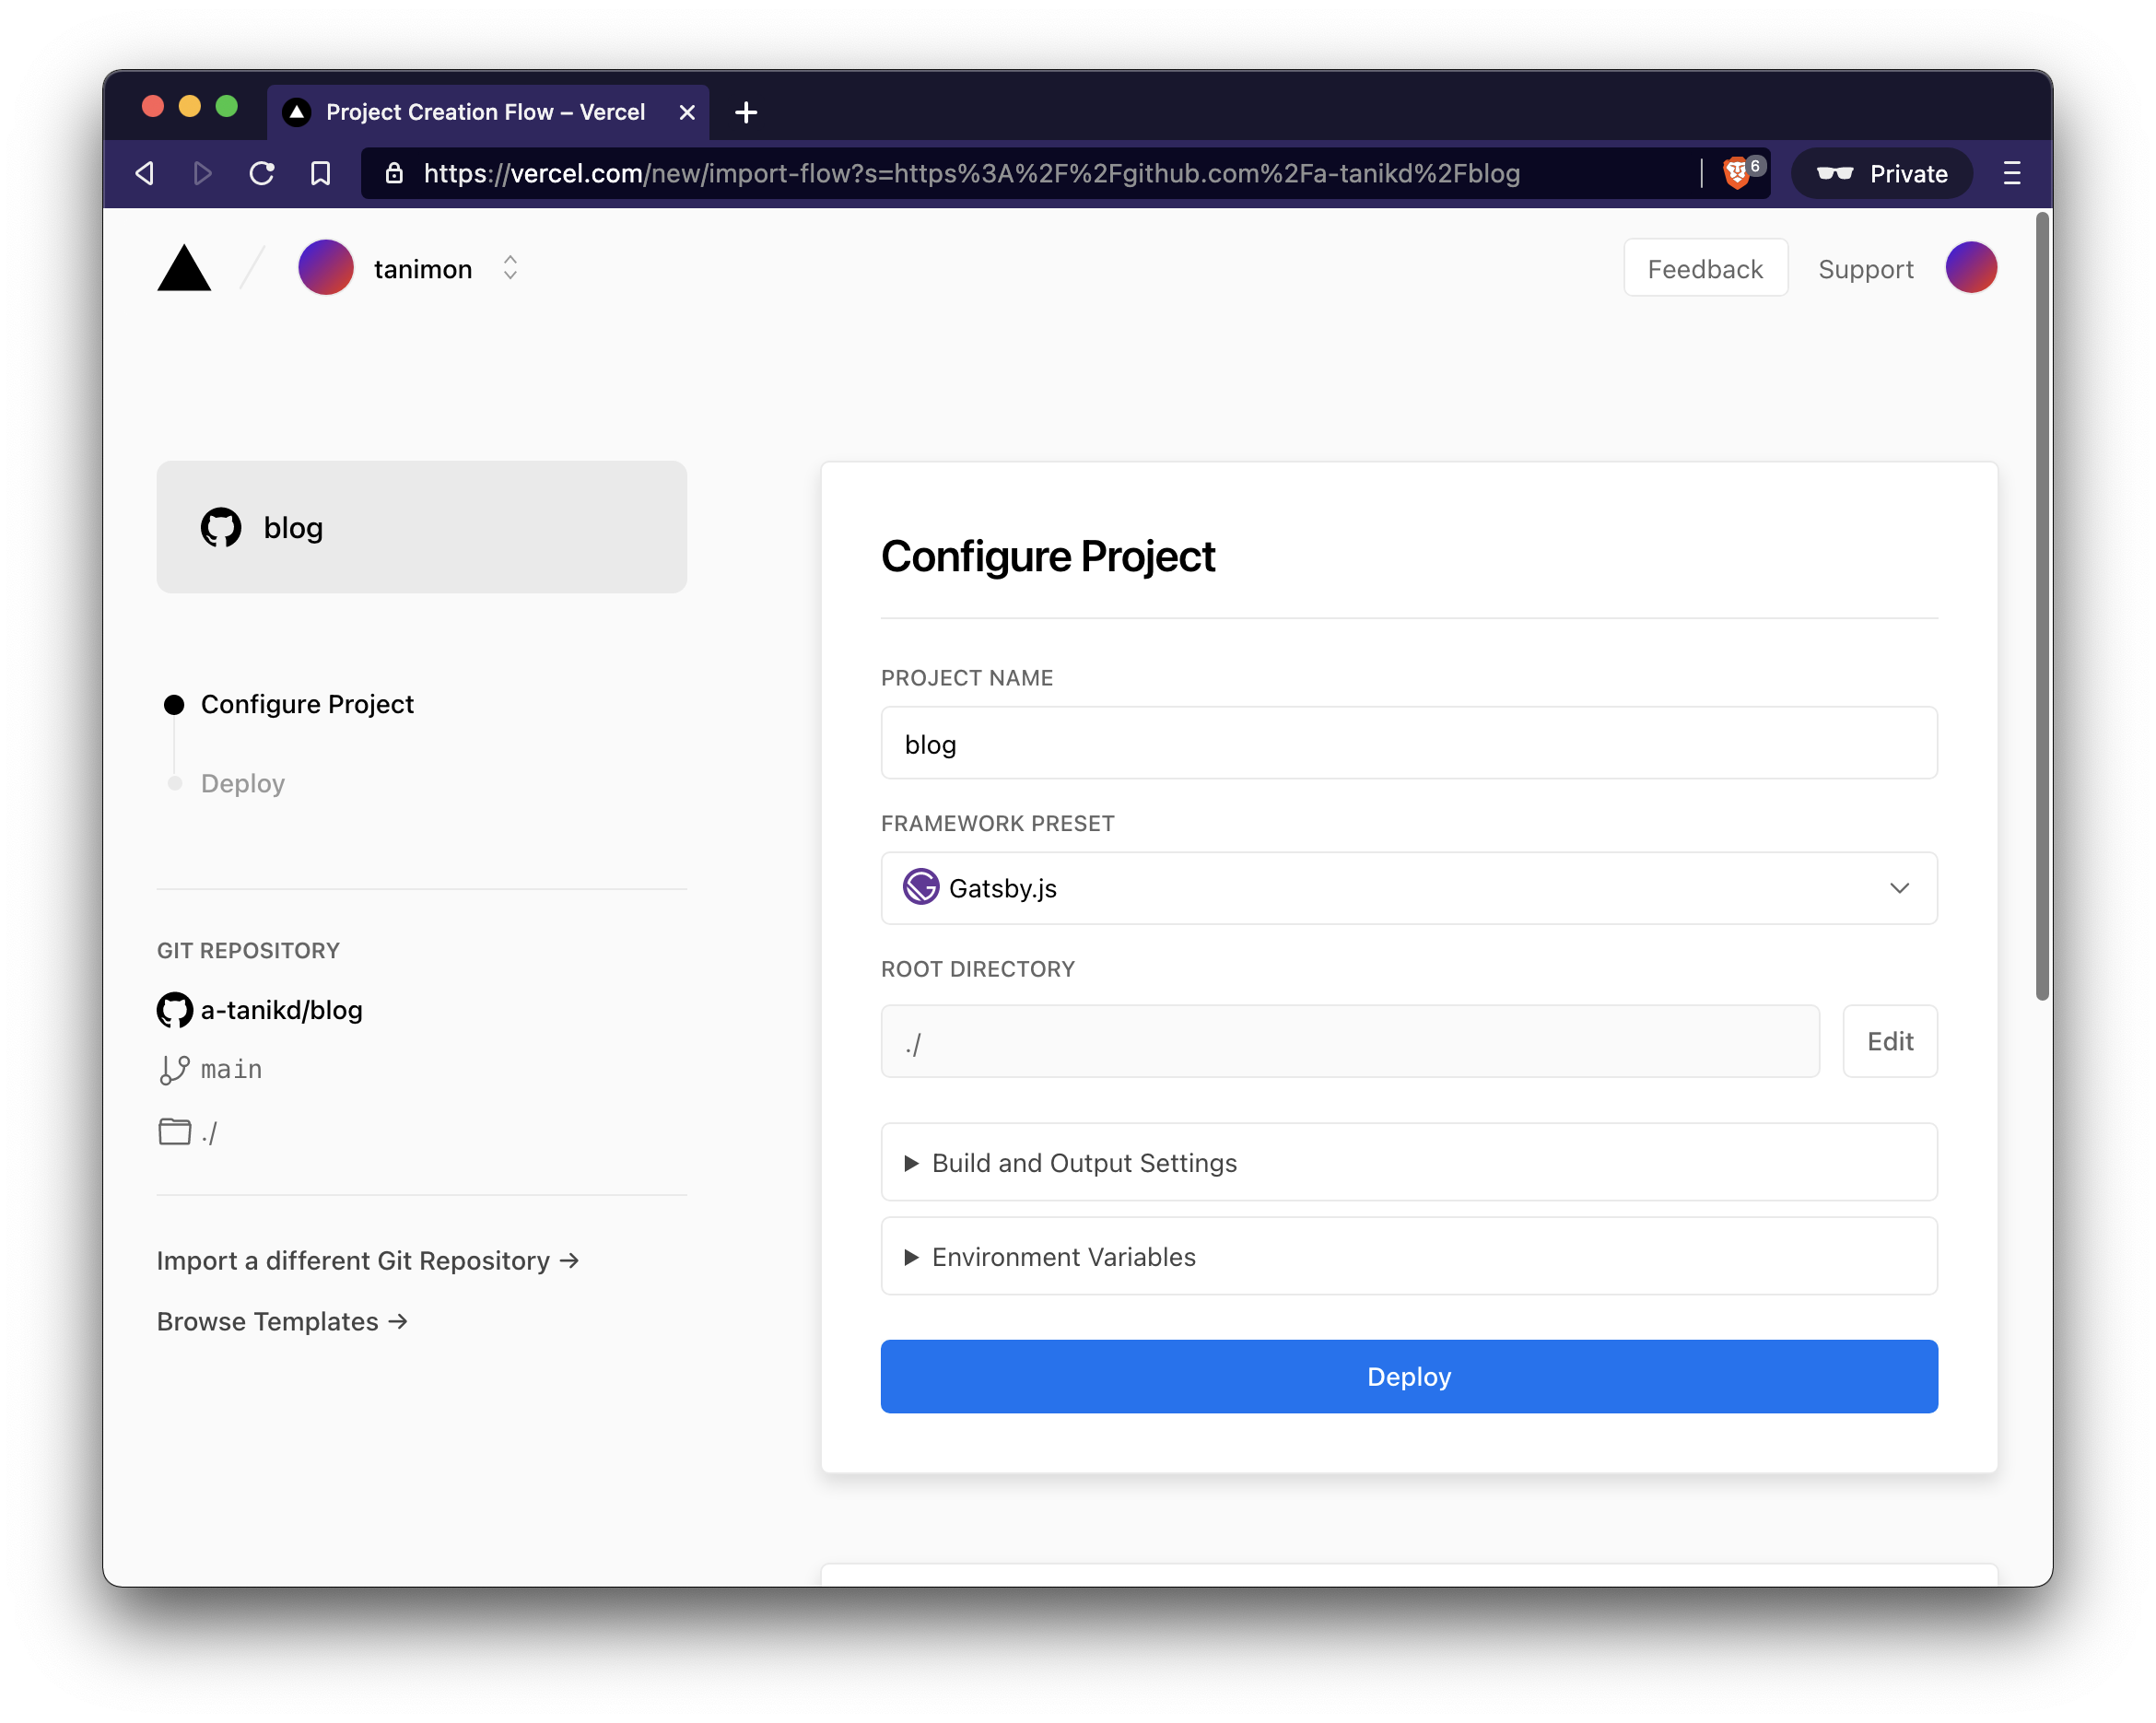 Project Creation Flow – Vercel
https://vercel.com/new/import-flow?s=https%3A%2F%2Fgithub.com%2Fa-tanikd%2Fblog
6
Private
tanimon
Feedback
Support
blog
Configure Project
Deploy
GIT REPOSITORY
a-tanikd/blog
main
./
Import a different Git Repository →
Browse Templates →
Configure Project
PROJECT NAME
blog
FRAMEWORK PRESET
Gatsby.js
ROOT DIRECTORY
./
Edit
Build and Output Settings
Environment Variables
Deploy